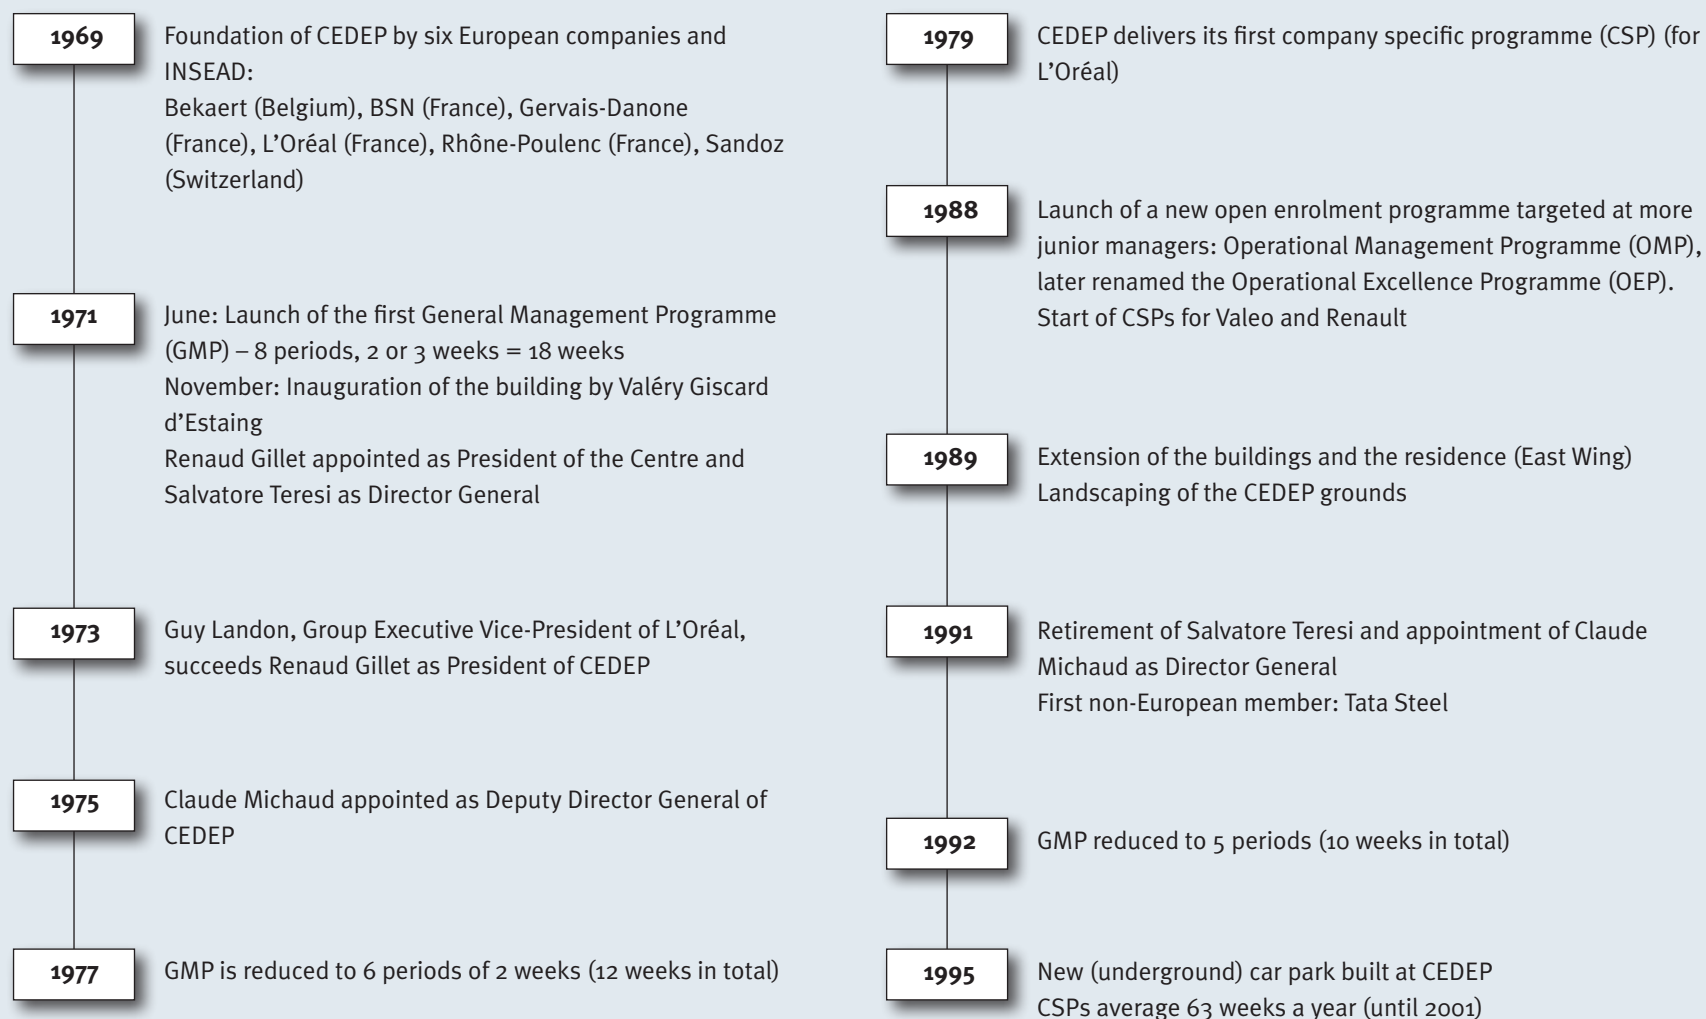 1969
Foundation of CEDEP by six European companies and
INSEAD:
Bekaert (Belgium), BSN (France), Gervais-Danone
(France), L’Oréal (France), Rhône-Poulenc (France), Sandoz
(Switzerland)
1971
June: Launch of the first General Management Programme
(GMP) – 8 periods, 2 or 3 weeks = 18 weeks
November: Inauguration of the building by Valéry Giscard
d’Estaing
Renaud Gillet appointed as President of the Centre and
Salvatore Teresi as Director General
1973
Guy Landon, Group Executive Vice-President of L’Oréal,
succeeds Renaud Gillet as President of CEDEP
1975
Claude Michaud appointed as Deputy Director General of
CEDEP
1977
GMP is reduced to 6 periods of 2 weeks (12 weeks in total)
1979
CEDEP delivers its first company specific programme (CSP) (for
L’Oréal)
1988
Launch of a new open enrolment programme targeted at more
junior managers: Operational Management Programme (OMP),
later renamed the Operational Excellence Programme (OEP).
Start of CSPs for Valeo and Renault
1989
Extension of the buildings and the residence (East Wing)
Landscaping of the CEDEP grounds
1991
Retirement of Salvatore Teresi and appointment of Claude
Michaud as Director General
First non-European member: Tata Steel
1992
GMP reduced to 5 periods (10 weeks in total)
1995
New (underground) car park built at CEDEP
CSPs average 63 weeks a year (until 2001)